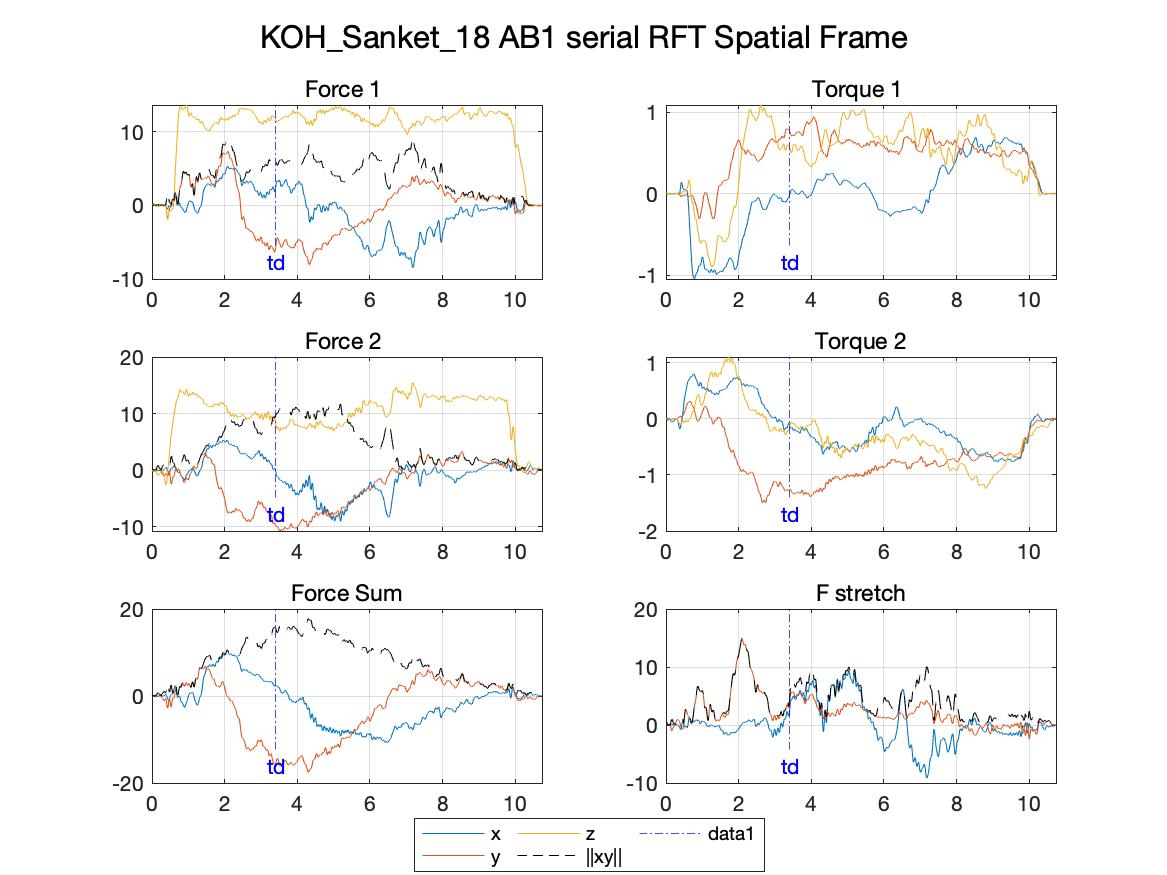 KOH_Sanket_18 AB1 serial RFT Spatial Frame
Force 1
10
0
-10
td
0 2 4 6 8 10
Torque 1
1
0
-1
td
0 2 4 6 8 10
Force 2
20
10
0
-10
td
0 2 4 6 8 10
Torque 2
1
0
-1
-2
td
0 2 4 6 8 10
Force Sum
20
0
-20
td
0 2 4 6 8 10
F stretch
20
10
0
-10
td
0 2 4 6 8 10
x z data1
y ||xy||